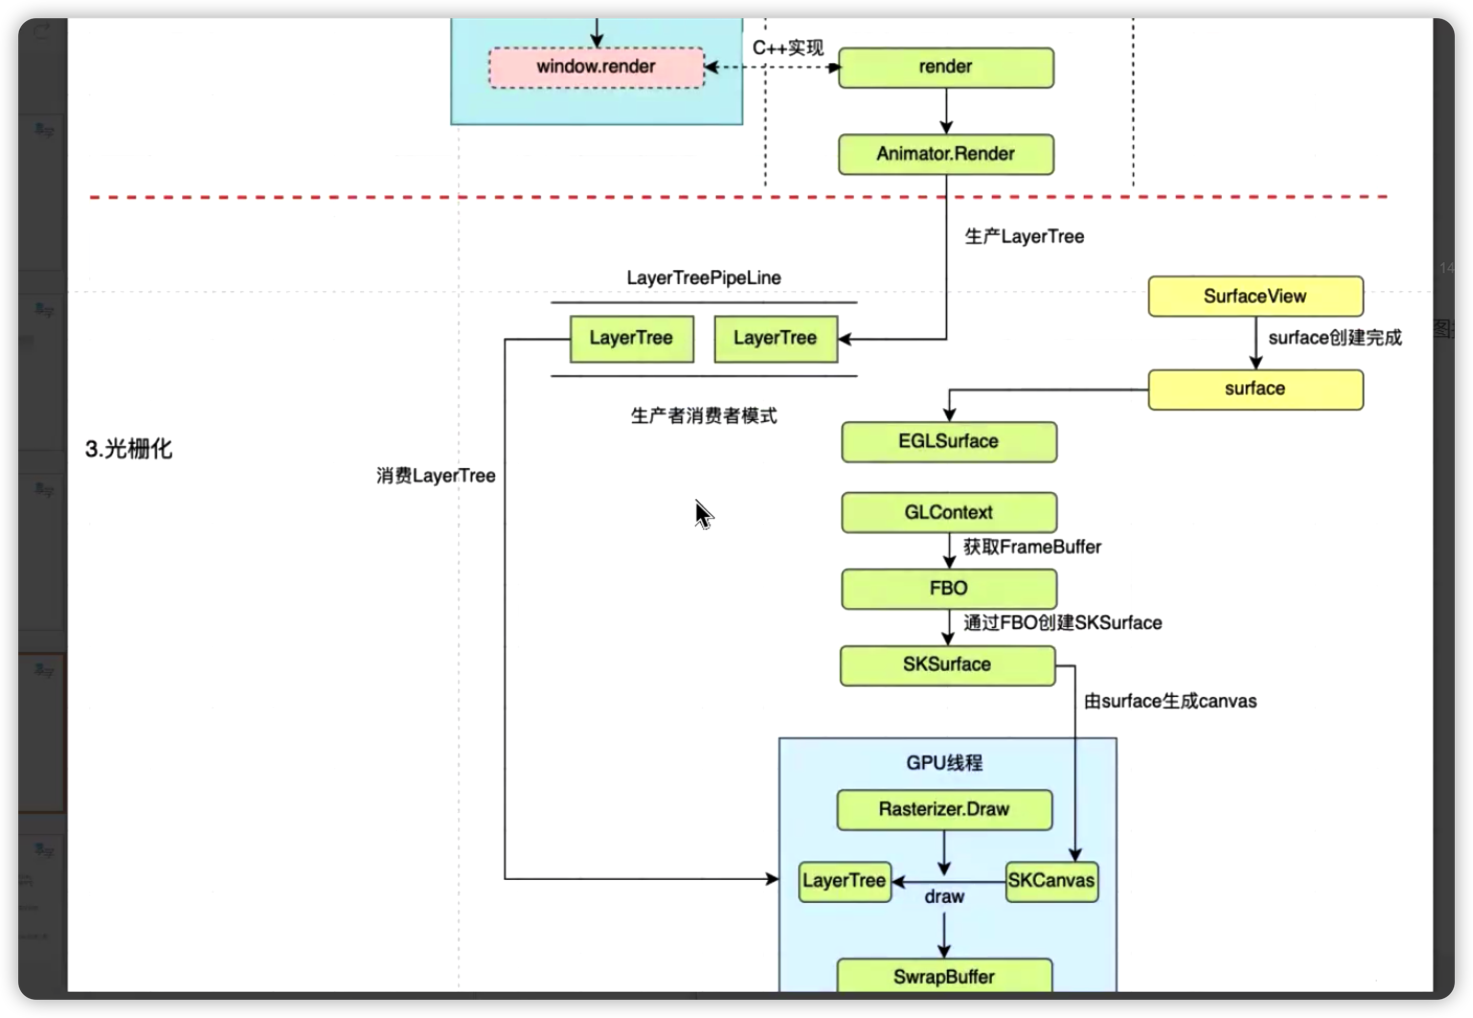 C++实现
window.render
render
Animator.Render
生产LayerTree
LayerTreePipeLine
SurfaceView
LayerTree
LayerTree
surface创建完成
surface
生产者消费者模式
EGLSurface
3.光栅化
消费LayerTree
GLContext
获取FrameBuffer
FBO
通过FBO创建SKSurface
SKSurface
由surface生成canvas
GPU线程
Rasterizer.Draw
LayerTree
SKCanvas
draw
SwrapBuffer